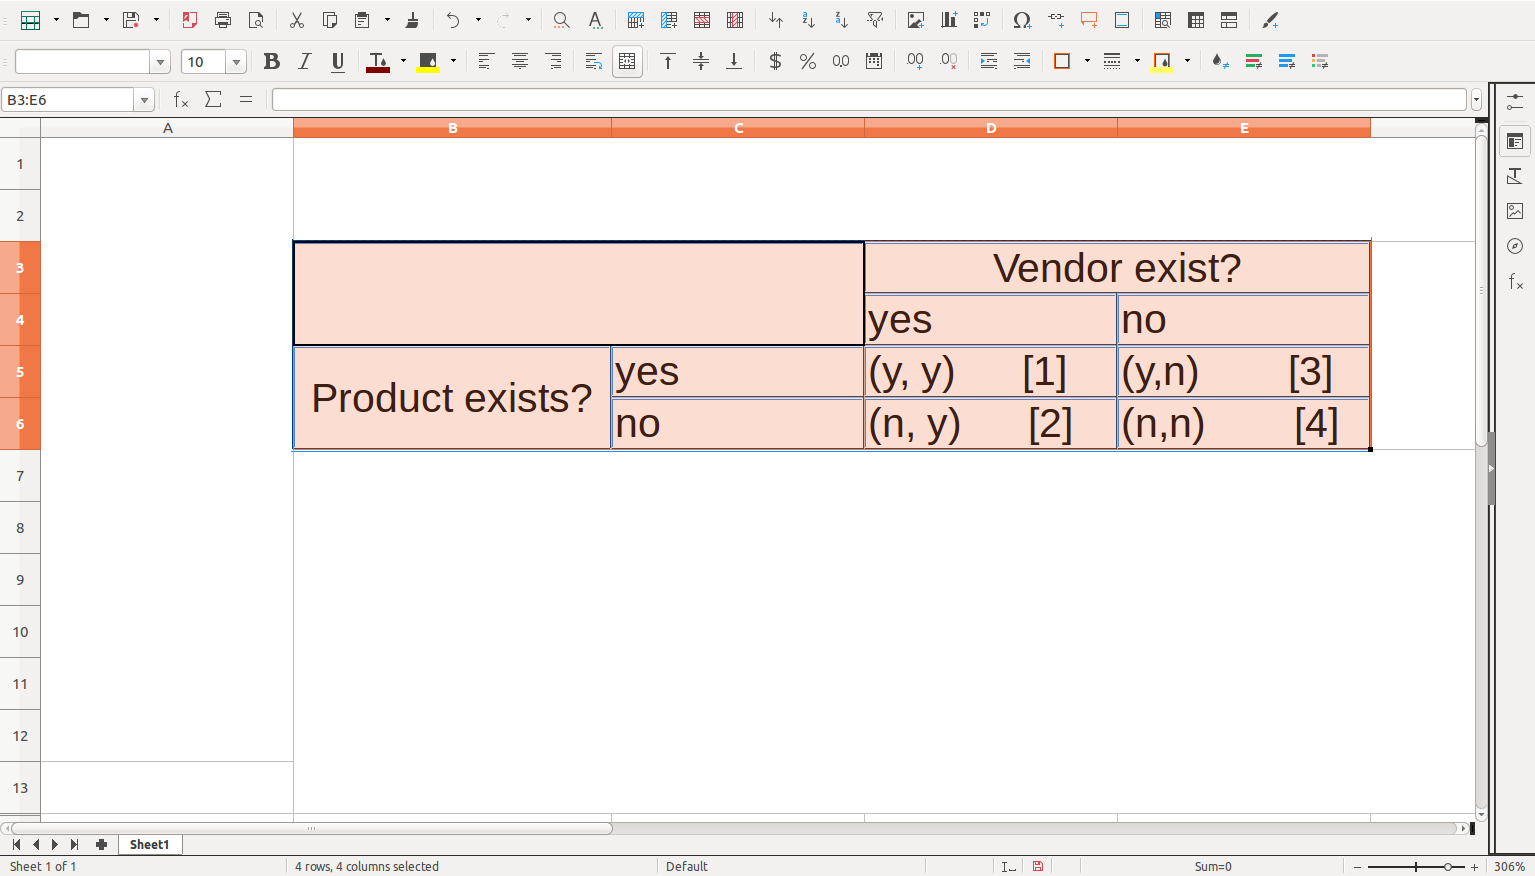 10
B3:E6
A B C D E
1
2
3 Vendor exist?
4 yes no
5 yes (y, y) [1] (y,n) [3]
Product exists?
6 no (n, y) [2] (n,n) [4]
7
8
9
10
11
12
13
Sheet1
Sheet 1 of 1 4 rows, 4 columns selected Default Sum=0 306%